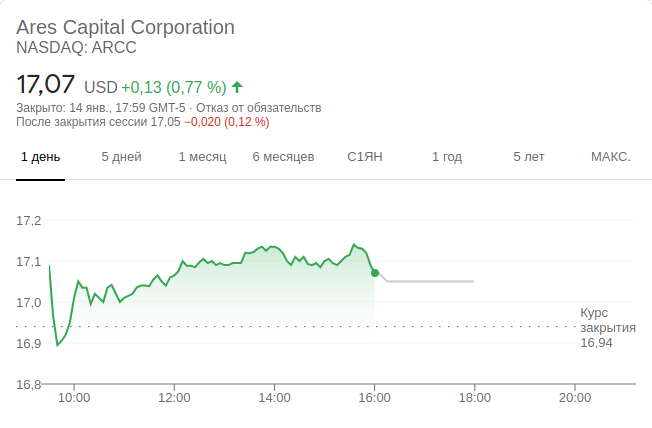 Ares Capital Corporation
NASDAQ: ARCC
17,07 USD +0,13 (0,77 %)
Закрыто: 14 янв., 17:59 GMT-5 · Отказ от обязательств
После закрытия сессии 17,05 −0,020 (0,12 %)
1 день 5 дней 1 месяц 6 месяцев С1ЯН 1 год 5 лет МАКС.
17,2
17,1
17,0
Курс
закрытия
16,94
16,9
16,8
10:00 12:00 14:00 16:00 18:00 20:00